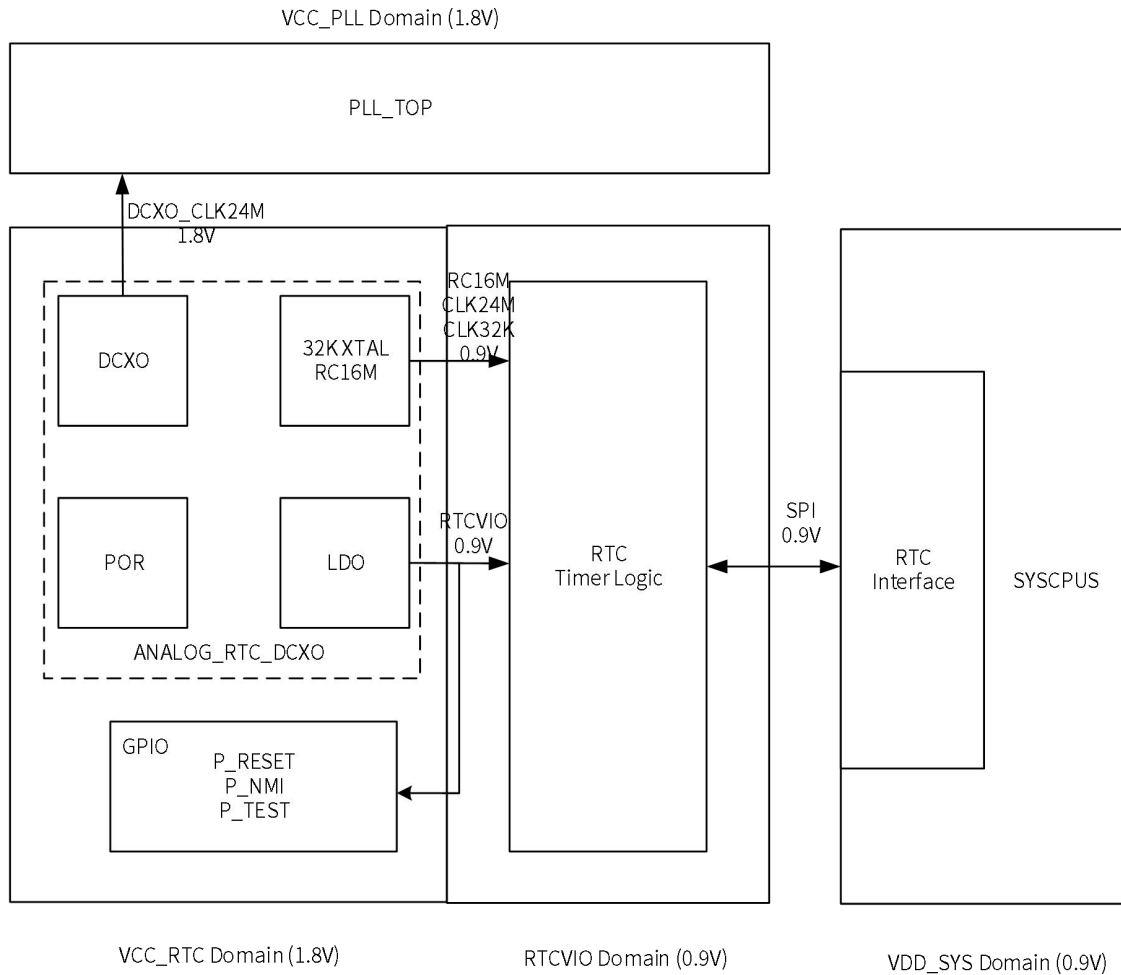 VCC_PLL Domain (1.8V)
PLL_TOP
DCXO_CLK24M
1.8V
DCXO
32KXTAL
RC16M
RC16M
CLK24M
CLK32K
0.9V
POR
LDO
RTCVIO
0.9V
ANALOG_RTC_DCXO
RTC
Timer Logic
SPI
0.9V
RTC
Interface
SYSCPUS
GPIO
P_RESET
P_NMI
P_TEST
VCC_RTC Domain (1.8V)
RTCVIO Domain (0.9V)
VDD_SYS Domain (0.9V)